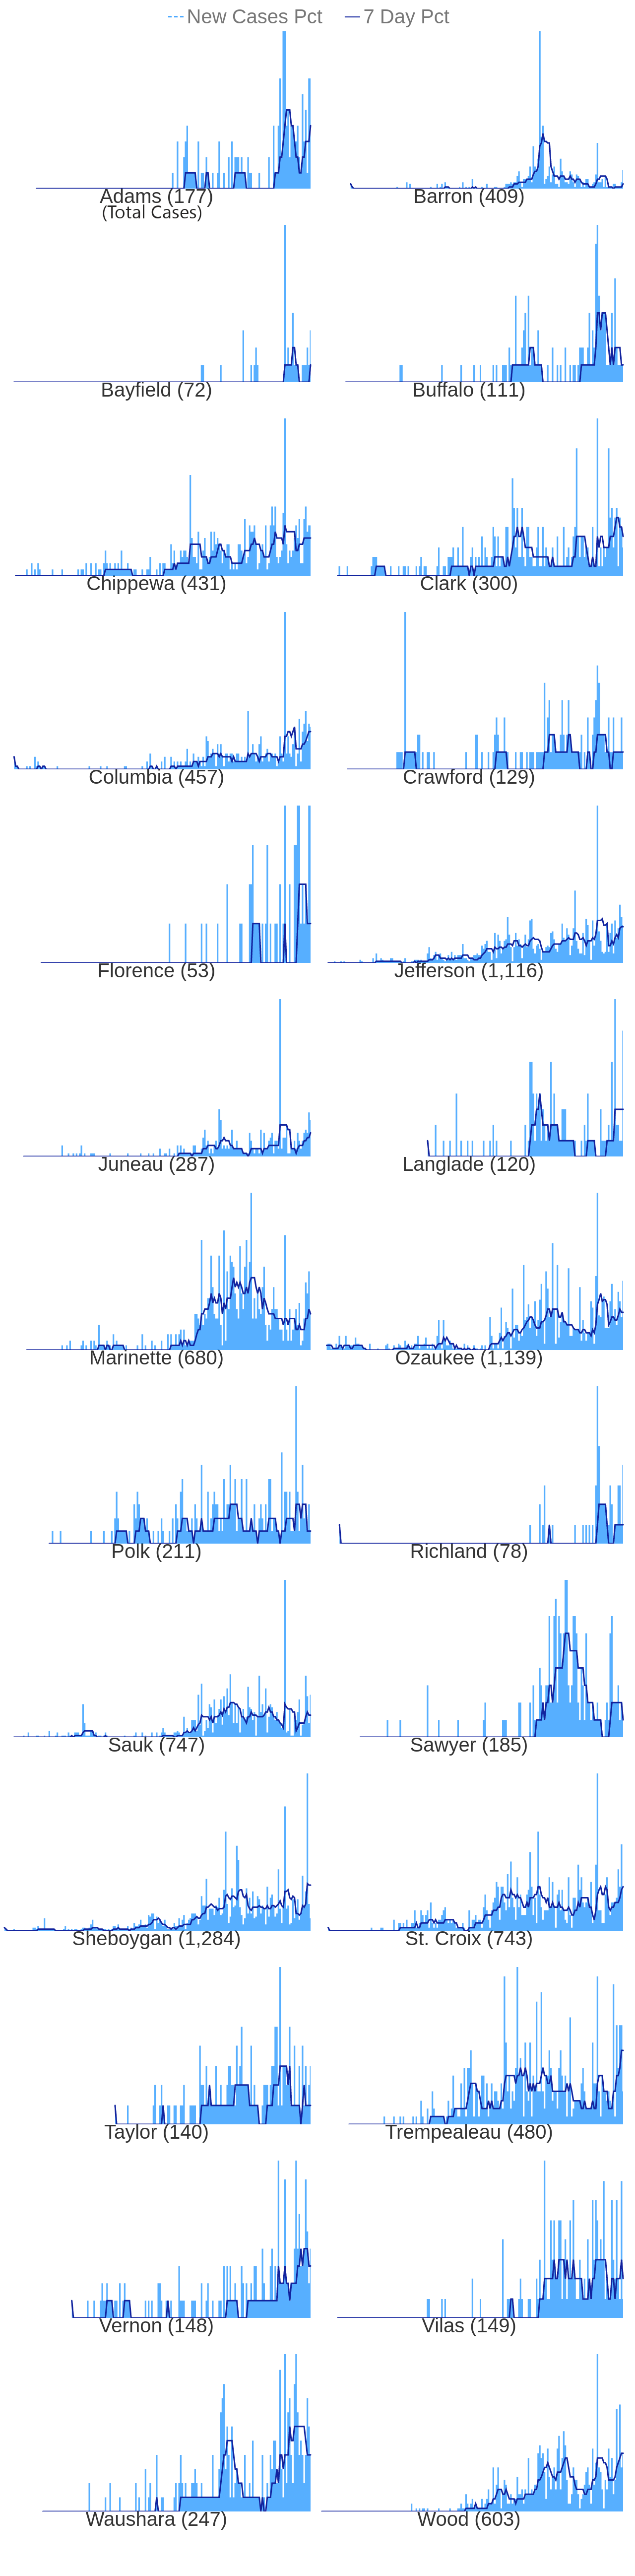 New Cases Pct 7 Day Pct
Adams (177) Barron (409)
(Total Cases)
Bayfield (72) Buffalo (111)
Chippewa (431) Clark (300)
Columbia (457) Crawford (129)
Florence (53) Jefferson (1,116)
Juneau (287) Langlade (120)
Marinette (680) Ozaukee (1,139)
Polk (211) Richland (78)
Sauk (747) Sawyer (185)
Sheboygan (1,284) St. Croix (743)
Taylor (140) Trempealeau (480)
Vernon (148) Vilas (149)
Waushara (247) Wood (603)